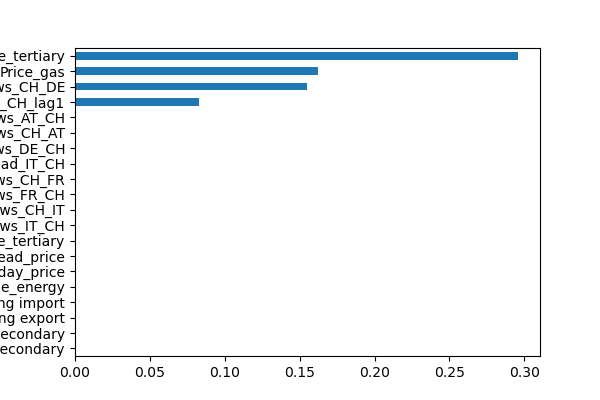 e_tertiary
Price_gas
ws_CH_DE
_CH_lag1
ws_AT_CH
ws_CH_AT
ws_DE_CH
ad_IT_CH
ws_CH_FR
ws_FR_CH
ws_CH_IT
ws_IT_CH
e_tertiary
ead_price
day_price
e_energy
ng import
ng export
econdary
econdary
0.00 0.05 0.10 0.15 0.20 0.25 0.30